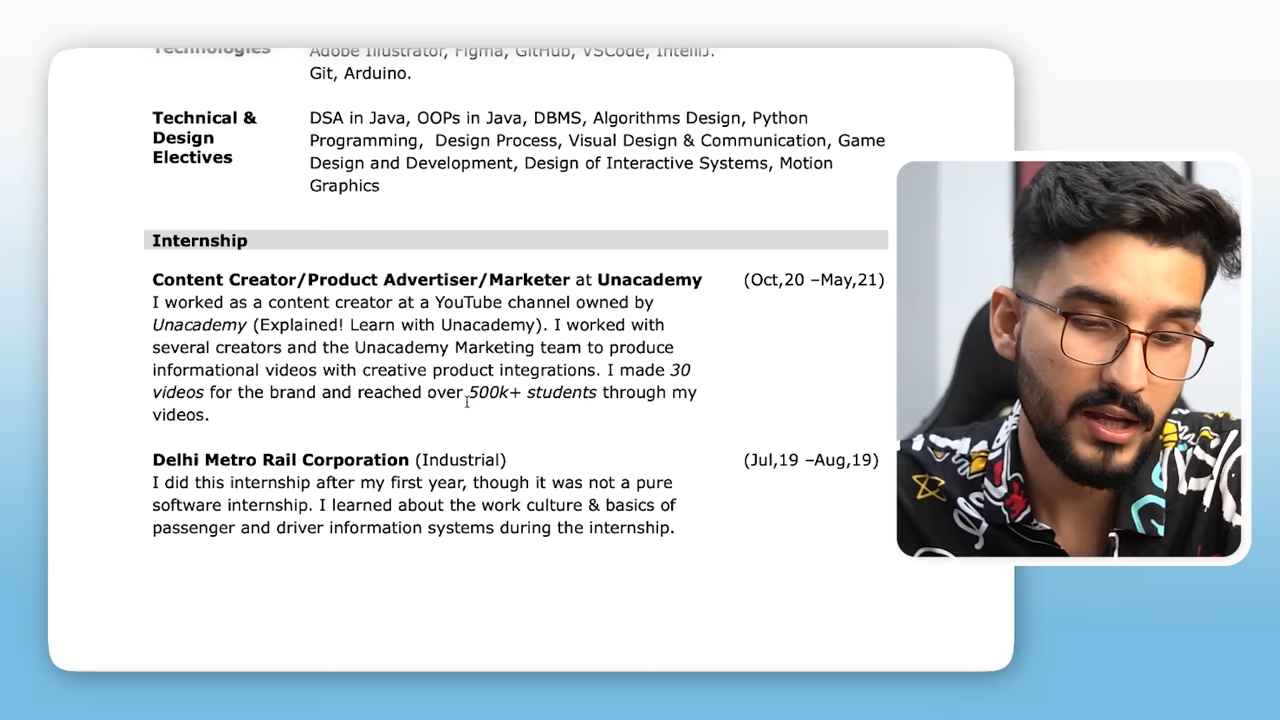 Technologies
Adobe Illustrator, Figma, GitHub, VSCode, IntelliJ.
Git, Arduino.
Technical &
Design
Electives
DSA in Java, OOPs in Java, DBMS, Algorithms Design, Python
Programming,  Design Process, Visual Design & Communication, Game
Design and Development, Design of Interactive Systems, Motion
Graphics
Internship
Content Creator/Product Advertiser/Marketer at Unacademy (Oct,20 –May,21)
I worked as a content creator at a YouTube channel owned by
Unacademy (Explained! Learn with Unacademy). I worked with
several creators and the Unacademy Marketing team to produce
informational videos with creative product integrations. I made 30
videos for the brand and reached over 500k+ students through my
videos.
Delhi Metro Rail Corporation (Industrial) (Jul,19 –Aug,19)
I did this internship after my first year, though it was not a pure
software internship. I learned about the work culture & basics of
passenger and driver information systems during the internship.